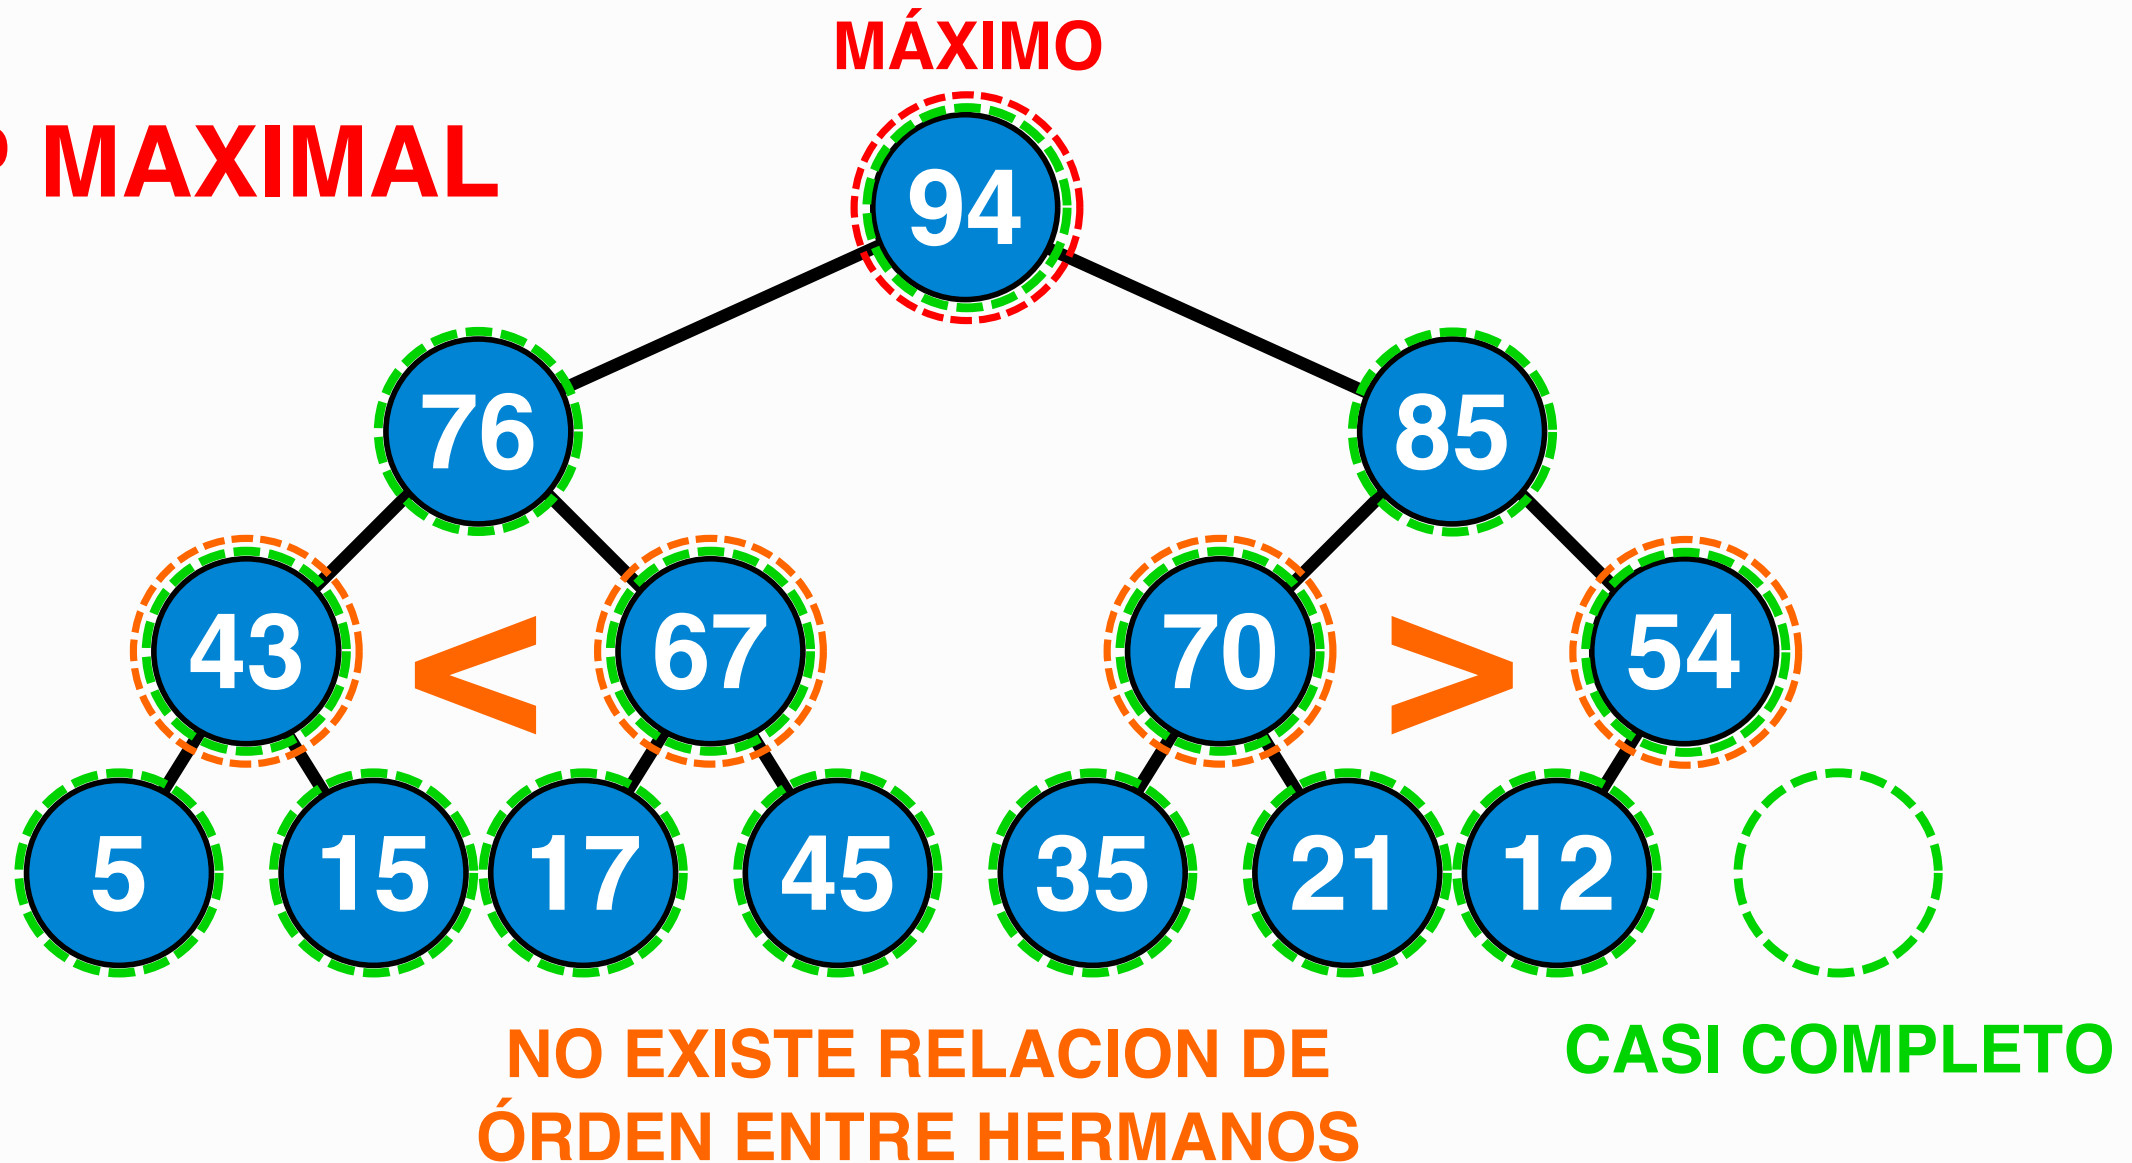 MÁXIMO
P MAXIMAL
94
76 85
43 < 67 70 > 54
5 15 17 45 35 21 12
NO EXISTE RELACION DE
ÓRDEN ENTRE HERMANOS
CASI COMPLETO